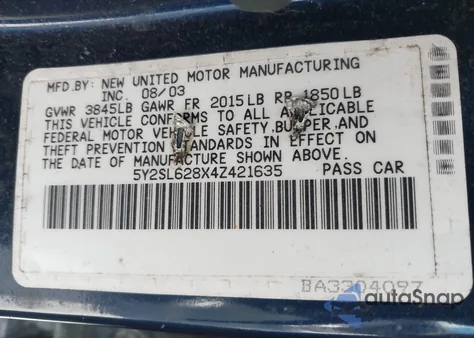 MFD.BY: NEW UNITED MOTOR MANUFACTURING
INC. 08/03
GVWR 3845LB GAWR FR 2015LB RR 1850LB
THIS VEHICLE CONFORMS TO ALL APPLICABLE
FEDERAL MOTOR VEHICLE SAFETY,BUMPER,AND
THEFT PREVENTION STANDARDS IN EFFECT ON
THE DATE OF MANUFACTURE SHOWN ABOVE.
5Y2SL628X4Z421635 PASS CAR
BA3304097
autoSnap